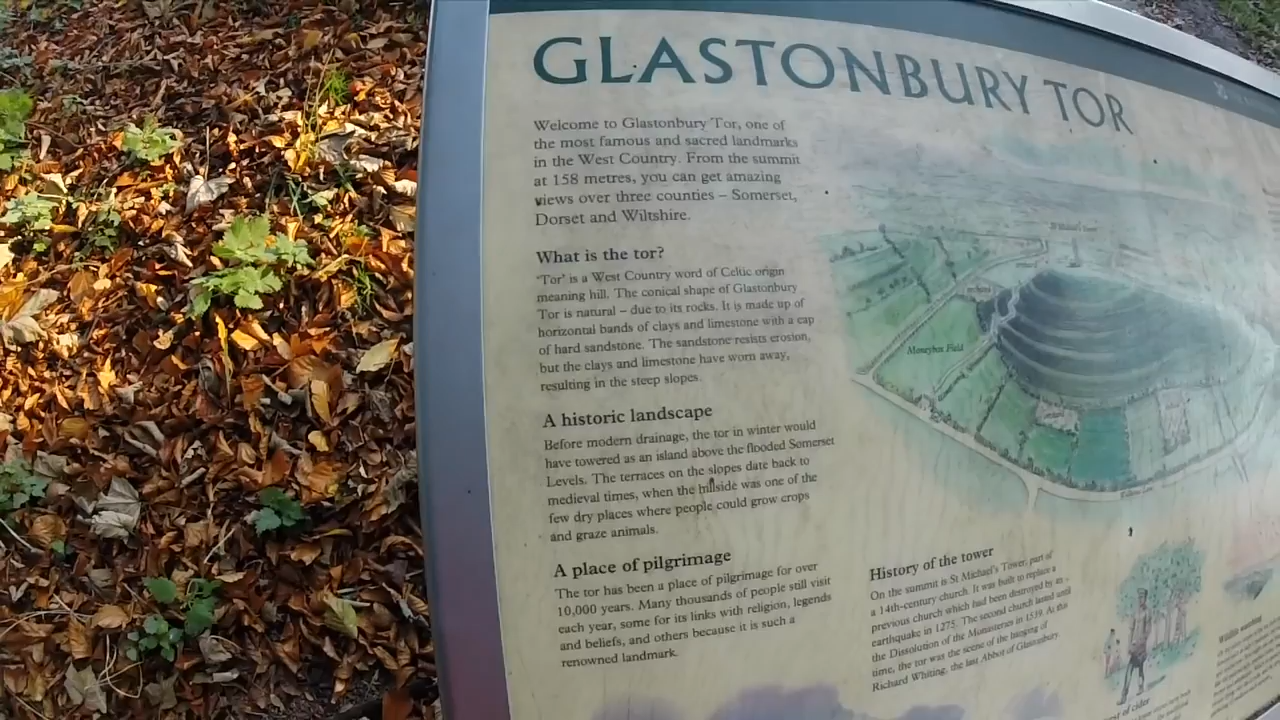 GLASTONBURY TOR
Welcome to Glastonbury Tor, one of
the most famous and sacred landmarks
in the West Country. From the summit
at 158 metres, you can get amazing
views over three counties – Somerset,
Dorset and Wiltshire.
What is the tor?
'Tor' is a West Country word of Celtic origin
meaning hill. The conical shape of Glastonbury
Tor is natural – due to its rocks. It is made up of
horizontal bands of clays and limestone with a cap
of hard sandstone. The sandstone resists erosion,
but the clays and limestone have worn away,
resulting in the steep slopes.
A historic landscape
Before modern drainage, the tor in winter would
have towered as an island above the flooded Somerset
Levels. The terraces on the slopes date back to
medieval times, when the hillside was one of the
few dry places where people could grow crops
and graze animals.
A place of pilgrimage
The tor has been a place of pilgrimage for over
10,000 years. Many thousands of people still visit
each year, some for its links with religion, legends
and beliefs, and others because it is such a
renowned landmark.
History of the tower
On the summit is St Michael's Tower, part of
a 14th-century church. It was built to replace a
previous church which had been destroyed by an
earthquake in 1275. The second church lasted until
the Dissolution of the Monasteries in 1539. At this
time, the tor was the scene of the hanging of
Richard Whiting, the last Abbot of Glastonbury.
St Michael's Tower
Orchard
Moneybox Field
Orchard
of cider